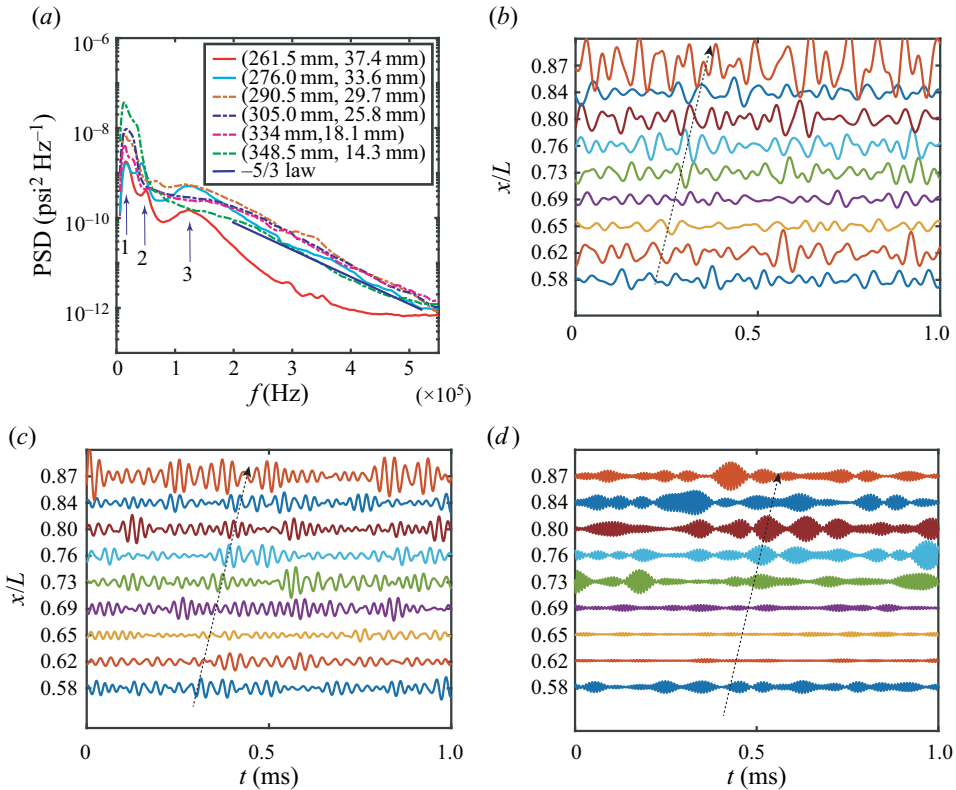 (a)
10⁻⁶
10⁻⁸
10⁻¹⁰
10⁻¹²
PSD (psi² Hz⁻¹)
(261.5 mm, 37.4 mm)
(276.0 mm, 33.6 mm)
(290.5 mm, 29.7 mm)
(305.0 mm, 25.8 mm)
(334 mm,18.1 mm)
(348.5 mm, 14.3 mm)
–5/3 law
1
2
3
0 1 2 3 4 5
f (Hz)
(×10⁵)
(b)
0.87
0.84
0.80
0.76
0.73
0.69
0.65
0.62
0.58
x/L
0 0.5 1.0
(c)
0.87
0.84
0.80
0.76
0.73
0.69
0.65
0.62
0.58
x/L
0 0.5 1.0
t (ms)
(d)
0.87
0.84
0.80
0.76
0.73
0.69
0.65
0.62
0.58
0 0.5 1.0
t (ms)